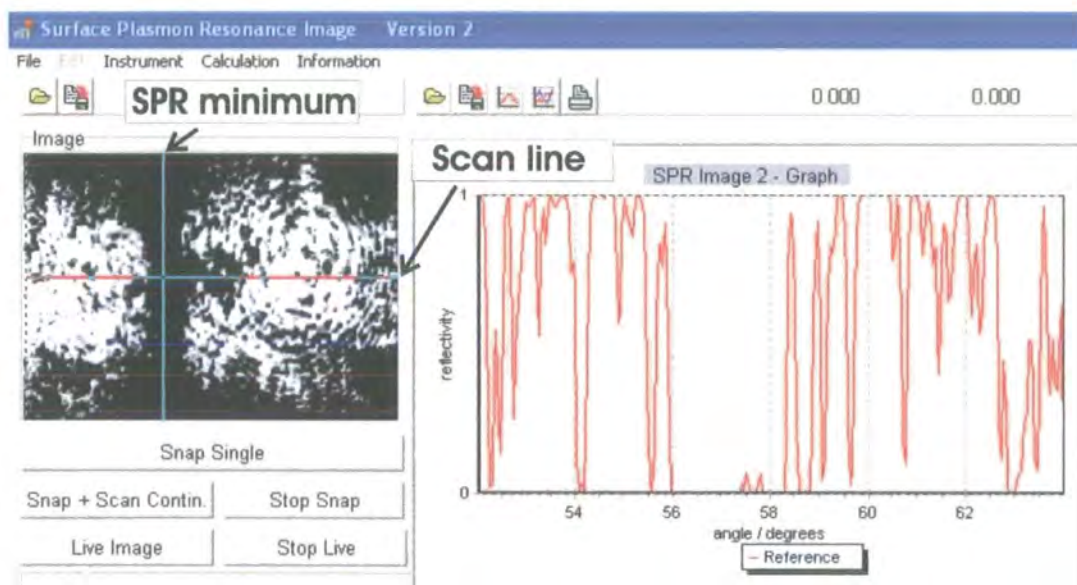 Surface Plasmon Resonance Image Version 2
File Edit Instrument Calculation Information
SPR minimum
0 000 0.000
Image
Scan line
SPR Image 2 - Graph
1
reflectivity
0
54 56 58 60 62
angle / degrees
Reference
Snap Single
Snap + Scan Contin. Stop Snap
Live Image Stop Live